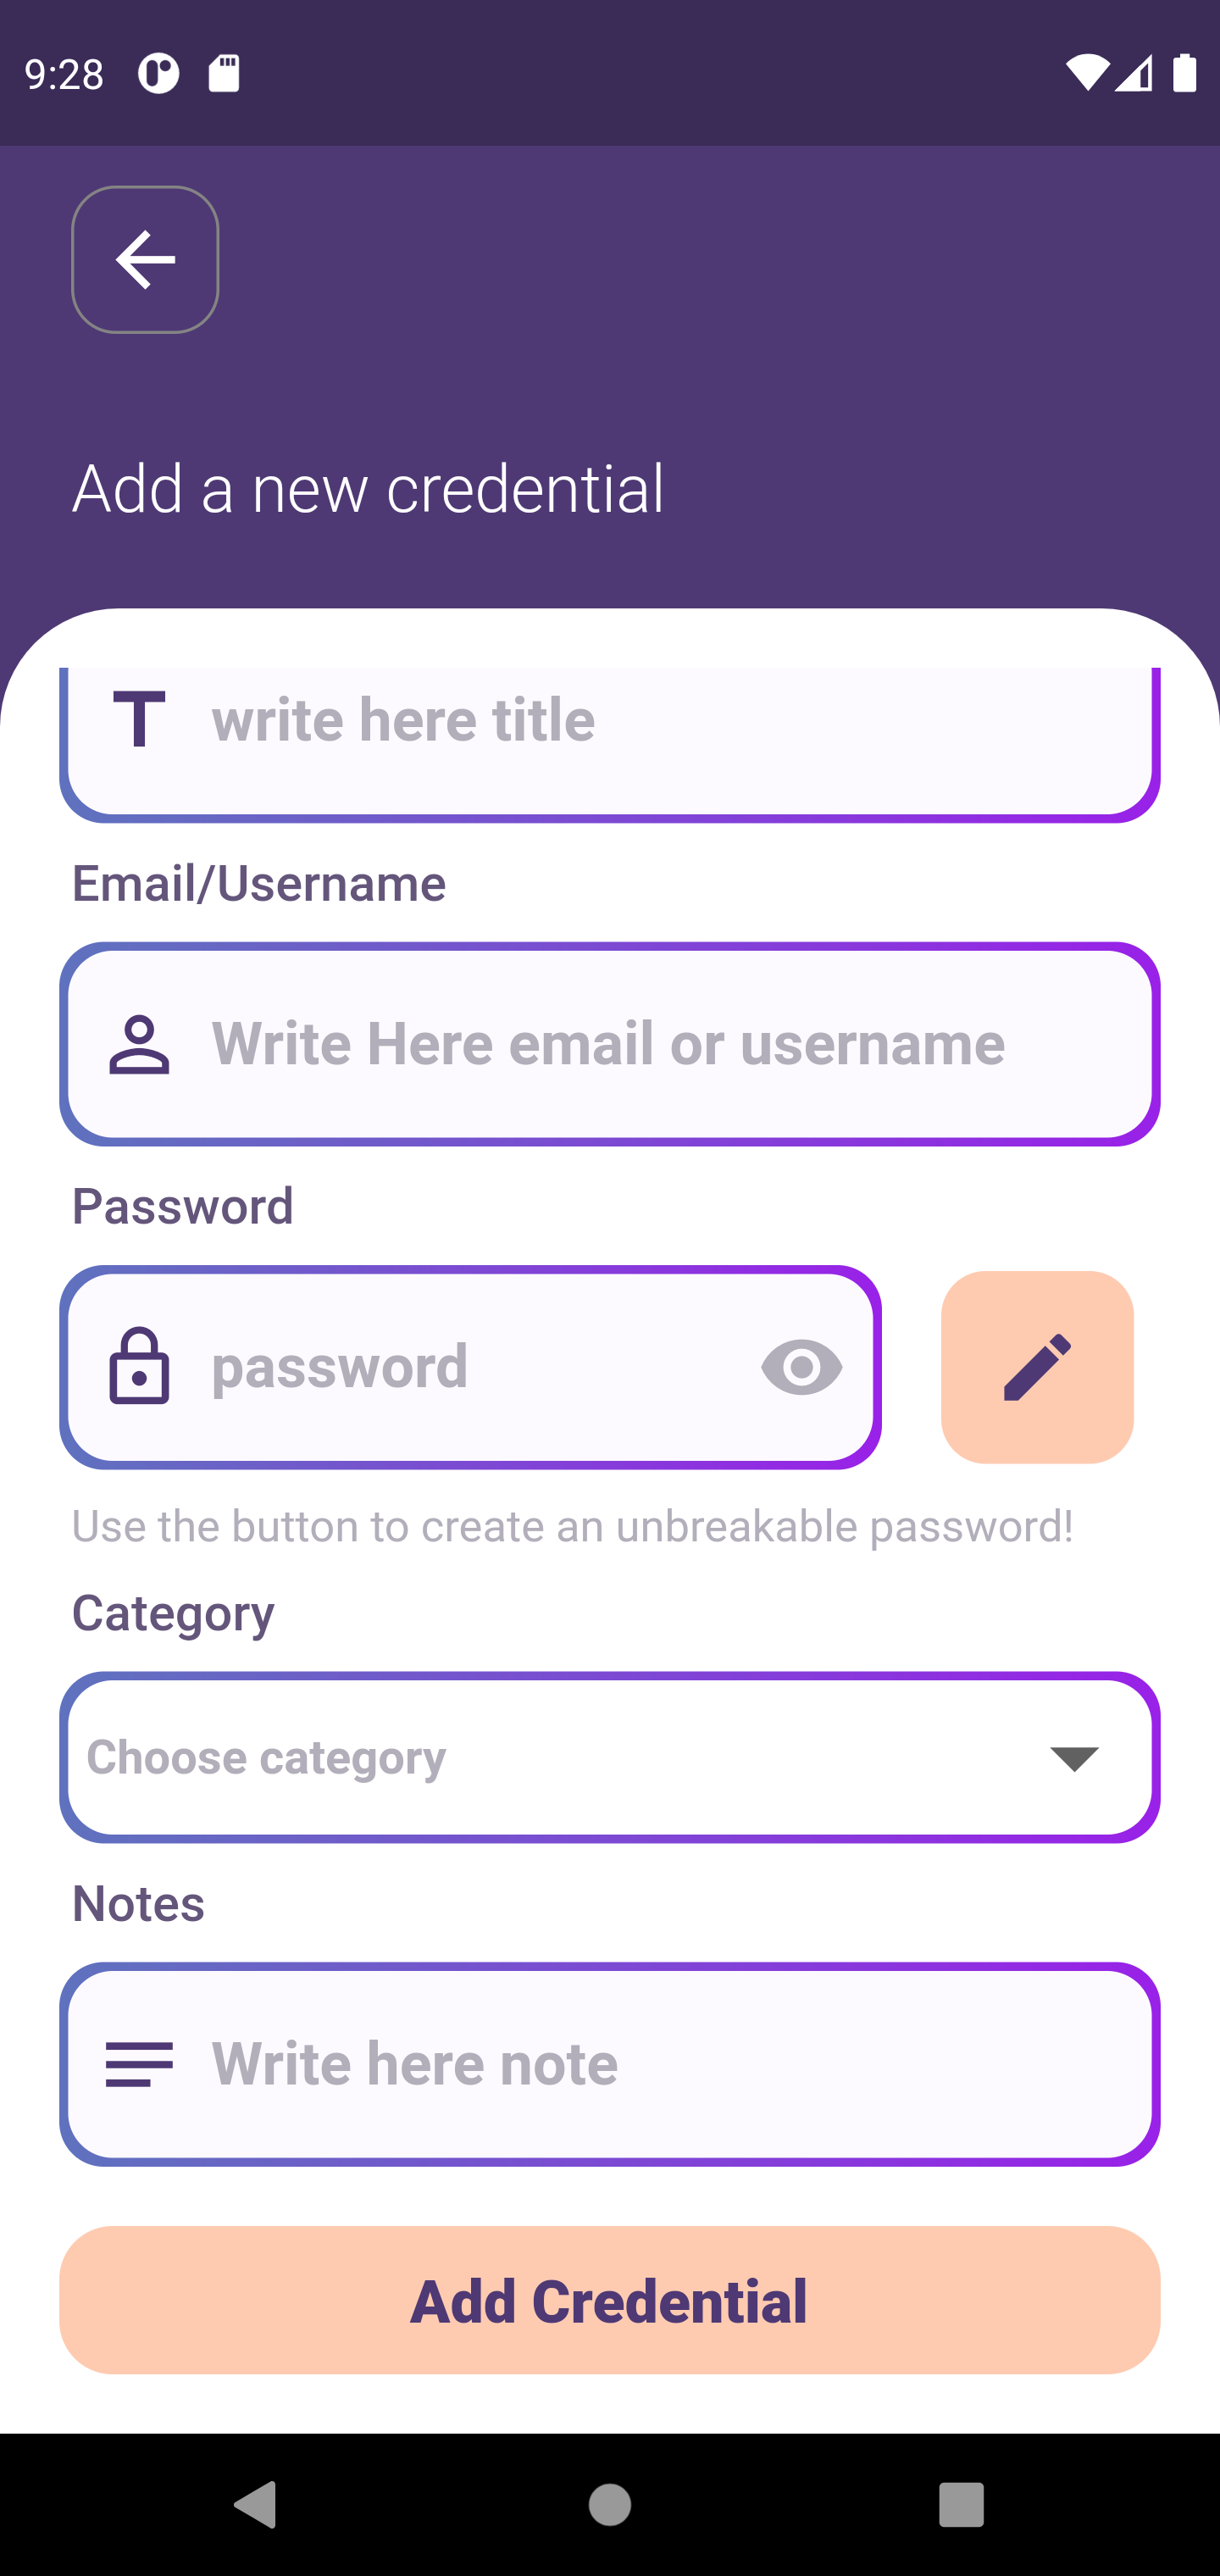 9:28
Add a new credential
write here title
Email/Username
Write Here email or username
Password
password
Use the button to create an unbreakable password!
Category
Choose category
Notes
Write here note
Add Credential